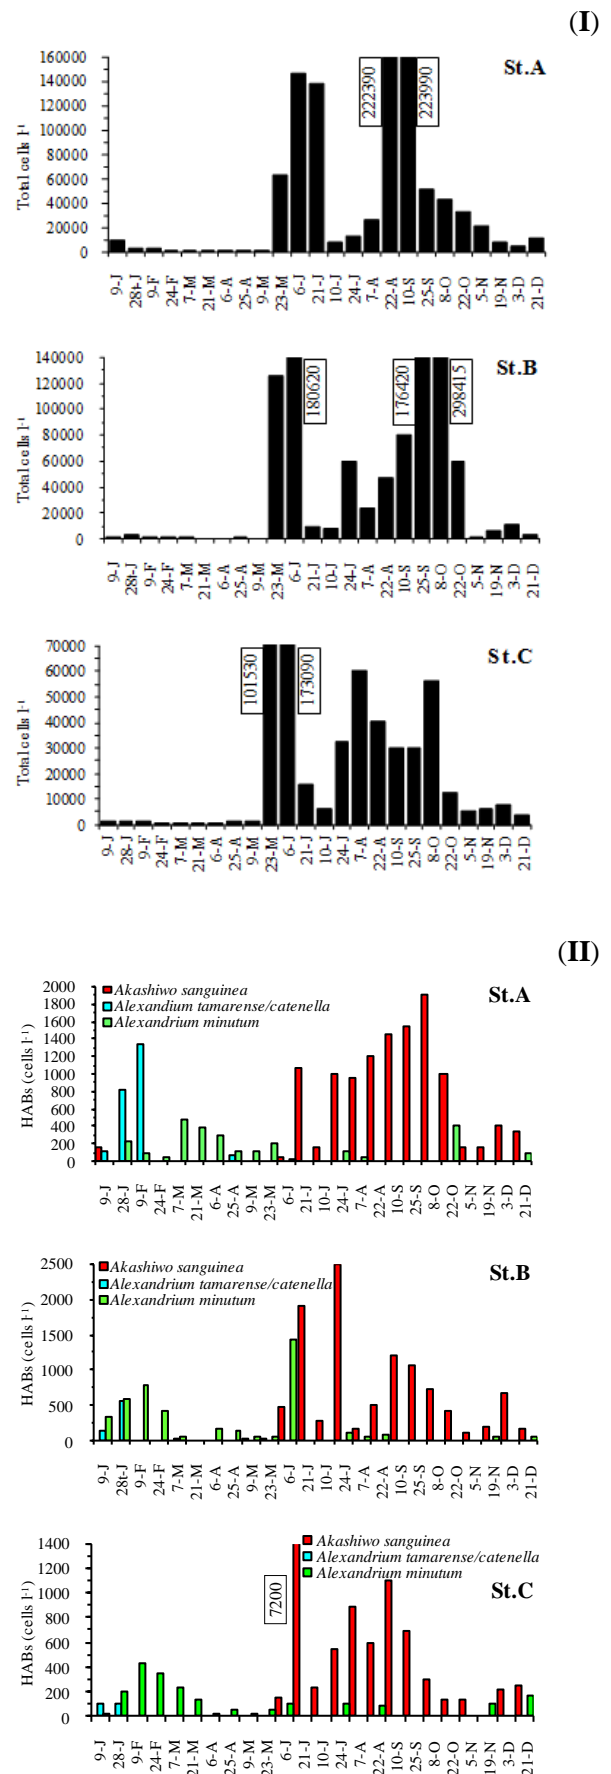 (I)
St.A
Total cells l⁻¹
160000
140000
120000
100000
80000
60000
40000
20000
0
222390
223990
9-J 28t-J 9-F 24-F 7-M 21-M 6-A 25-A 9-M 23-M 6-J 21-J 10-J 24-J 7-A 22-A 10-S 25-S 8-O 22-O 5-N 19-N 3-D 21-D
St.B
Total cells l⁻¹
140000
120000
100000
80000
60000
40000
20000
0
180620
176420
298415
9-J 28t-J 9-F 24-F 7-M 21-M 6-A 25-A 9-M 23-M 6-J 21-J 10-J 24-J 7-A 22-A 10-S 25-S 8-O 22-O 5-N 19-N 3-D 21-D
St.C
Total cells l⁻¹
70000
60000
50000
40000
30000
20000
10000
0
101530
173090
9-J 28-J 9-F 24-F 7-M 21-M 6-A 25-A 9-M 23-M 6-J 21-J 10-J 24-J 7-A 22-A 10-S 25-S 8-O 22-O 5-N 19-N 3-D 21-D
(II)
St.A
HABs (cells l⁻¹)
2000
1800
1600
1400
1200
1000
800
600
400
200
0
Akashiwo sanguinea
Alexandium tamarense/catenella
Alexandrium minutum
9-J 28-J 9-F 24-F 7-M 21-M 6-A 25-A 9-M 23-M 6-J 21-J 10-J 24-J 7-A 22-A 10-S 25-S 8-O 22-O 5-N 19-N 3-D 21-D
St.B
HABs (cells l⁻¹)
2500
2000
1500
1000
500
0
Akashiwo sanguinea
Alexandrium tamarense/catenella
Alexandrium minutum
9-J 28t-J 9-F 24-F 7-M 21-M 6-A 25-A 9-M 23-M 6-J 21-J 10-J 24-J 7-A 22-A 10-S 25-S 8-O 22-O 5-N 19-N 3-D 21-D
St.C
HABs (cells l⁻¹)
1400
1200
1000
800
600
400
200
0
7200
Akashiwo sanguinea
Alexandrium tamarense/catenella
Alexandrium minutum
9-J 28-J 9-F 24-F 7-M 21-M 6-A 25-A 9-M 23-M 6-J 21-J 10-J 24-J 7-A 22-A 10-S 25-S 8-O 22-O 5-N 19-N 3-D 21-D